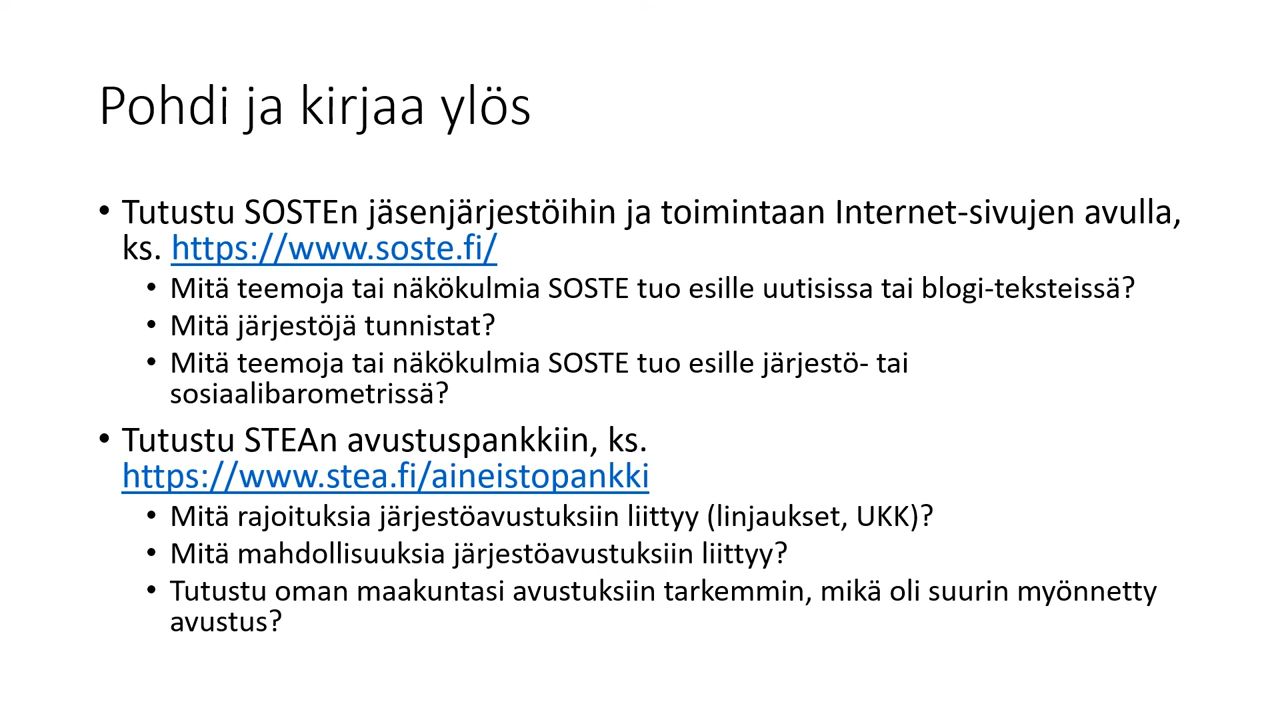 Pohdi ja kirjaa ylös
• Tutustu SOSTEn jäsenjärjestöihin ja toimintaan Internet-sivujen avulla,
ks. https://www.soste.fi/
• Mitä teemoja tai näkökulmia SOSTE tuo esille uutisissa tai blogi-teksteissä?
• Mitä järjestöjä tunnistat?
• Mitä teemoja tai näkökulmia SOSTE tuo esille järjestö- tai
sosiaalibarometrissä?
• Tutustu STEAn avustuspankkiin, ks.
https://www.stea.fi/aineistopankki
• Mitä rajoituksia järjestöavustuksiin liittyy (linjaukset, UKK)?
• Mitä mahdollisuuksia järjestöavustuksiin liittyy?
• Tutustu oman maakuntasi avustuksiin tarkemmin, mikä oli suurin myönnetty
avustus?